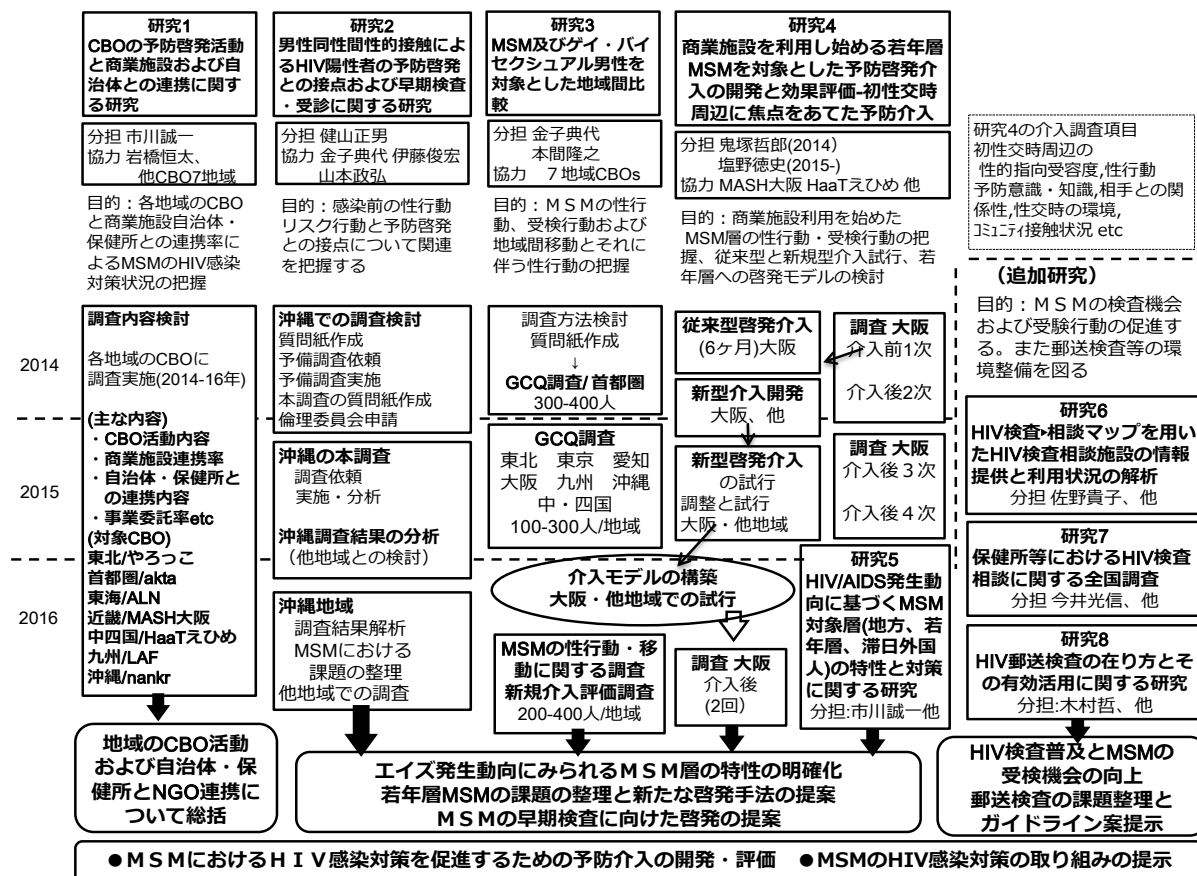 研究1
CBOの予防啓発活動
と商業施設および自
治体との連携に関す
る研究
分担 市川誠一
協力 岩橋恒太、
他CBO7地域
目的：各地域のCBO
と商業施設自治体・
保健所との連携率に
よるMSMのHIV感染
対策状況の把握
研究2
男性同性間性的接触によ
るHIV陽性者の予防啓発
との接点および早期検査
・受診に関する研究
分担 健山正男
協力 金子典代 伊藤俊宏
山本政弘
目的：感染前の性行動
リスク行動と予防啓発
との接点について関連
を把握する
研究3
MSM及びゲイ・バイ
セクシュアル男性を
対象とした地域間比
較
分担 金子典代
本間隆之
協力 ７地域CBOs
目的：ＭＳＭの性行
動、受検行動および
地域間移動とそれに
伴う性行動の把握
研究4
商業施設を利用し始める若年層
MSMを対象とした予防啓発介
入の開発と効果評価-初性交時
周辺に焦点をあてた予防介入
分担 鬼塚哲郎(2014）
塩野徳史(2015-)
協力 MASH大阪 HaaTえひめ 他
目的：商業施設利用を始めた
MSM層の性行動・受検行動の把
握、従来型と新規型介入試行、若
年層への啓発モデルの検討
研究4の介入調査項目
初性交時周辺の
性的指向受容度,性行動
予防意識・知識,相手との関
係性,性交時の環境,
ｺﾐｭﾆﾃｨ接触状況 etc
（追加研究）
目的：ＭＳＭの検査機会
および受験行動の促進す
る。また郵送検査等の環
境整備を図る
2014
2015
2016
調査内容検討
各地域のCBOに
調査実施(2014-16年)
(主な内容)
・CBO活動内容
・商業施設連携率
・自治体・保健所と
の連携内容
・事業委託率etc
(対象CBO)
東北/やろっこ
首都圏/akta
東海/ALN
近畿/MASH大阪
中四国/HaaTえひめ
九州/LAF
沖縄/nankr
沖縄での調査検討
質問紙作成
予備調査依頼
予備調査実施
本調査の質問紙作成
倫理委員会申請
沖縄の本調査
調査依頼
実施・分析
沖縄調査結果の分析
（他地域との検討）
沖縄地域
調査結果解析
MSMにおける
課題の整理
他地域での調査
調査方法検討
質問紙作成
↓
GCQ調査/ 首都圏
300-400人
GCQ調査
東北 東京 愛知
大阪 九州 沖縄
中・四国
100-300人/地域
従来型啓発介入
(6ヶ月)大阪
新型介入開発
大阪、他
新型啓発介入
の試行
調整と試行
大阪・他地域
調査 大阪
介入前1次
介入後2次
調査 大阪
介入後３次
介入後４次
介入モデルの構築
大阪・他地域での試行
MSMの性行動・移
動に関する調査
新規介入評価調査
200-400人/地域
調査 大阪
介入後
(2回）
研究5
HIV/AIDS発生動
向に基づくMSM
対象層(地方、若
年層、滞日外国
人)の特性と対策
に関する研究
分担:市川誠一他
研究6
HIV検査・相談マップを用い
たHIV検査相談施設の情報
提供と利用状況の解析
分担 佐野貴子、他
研究7
保健所等におけるHIV検査
相談に関する全国調査
分担 今井光信、他
研究8
HIV郵送検査の在り方とそ
の有効活用に関する研究
分担:木村哲、他
地域のCBO活動
および自治体・保
健所とNGO連携に
ついて総括
エイズ発生動向にみられるＭＳＭ層の特性の明確化
若年層MSMの課題の整理と新たな啓発手法の提案
ＭＳＭの早期検査に向けた啓発の提案
HIV検査普及とMSMの
受検機会の向上
郵送検査の課題整理と
ガイドライン案提示
●ＭＳＭにおけるＨＩＶ感染対策を促進するための予防介入の開発・評価 ●MSMのHIV感染対策の取り組みの提示